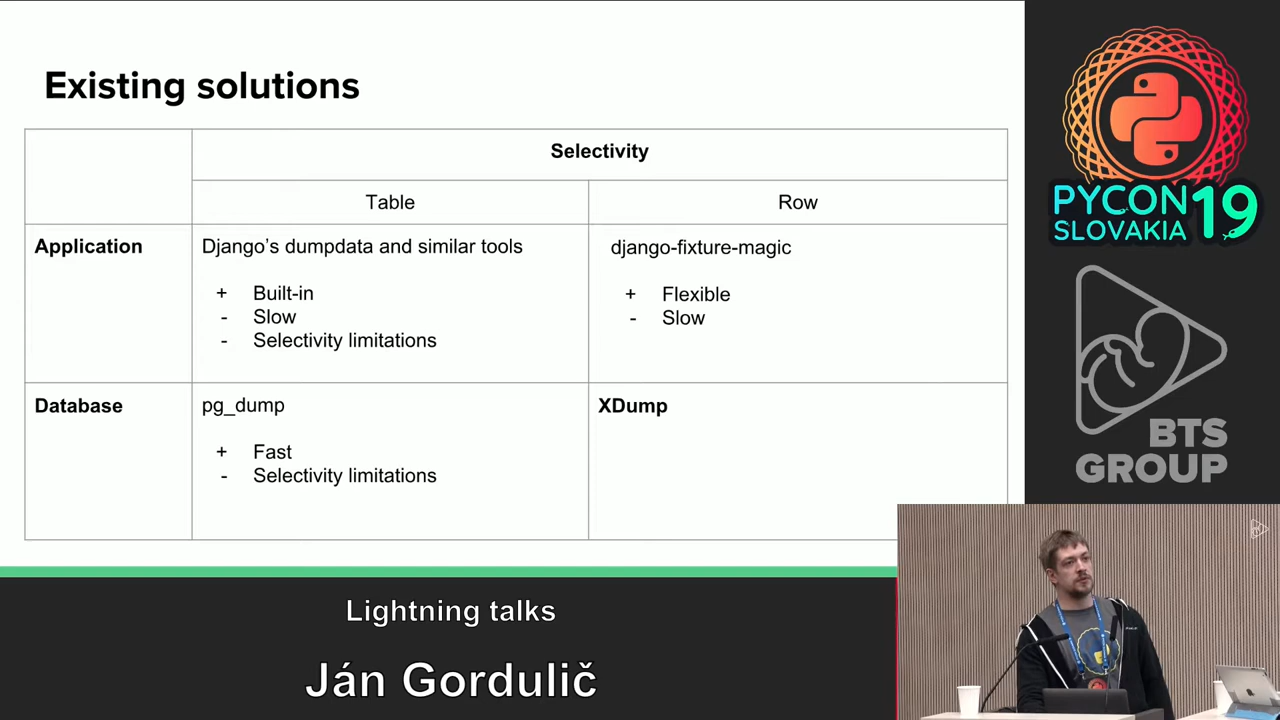 Existing solutions
Selectivity
Table
Row
Application
Django’s dumpdata and similar tools
+ Built-in
- Slow
- Selectivity limitations
django-fixture-magic
+ Flexible
- Slow
Database
pg_dump
+ Fast
- Selectivity limitations
XDump
PYCON 19
SLOVAKIA
BTS
GROUP
Lightning talks
Ján Gordulič